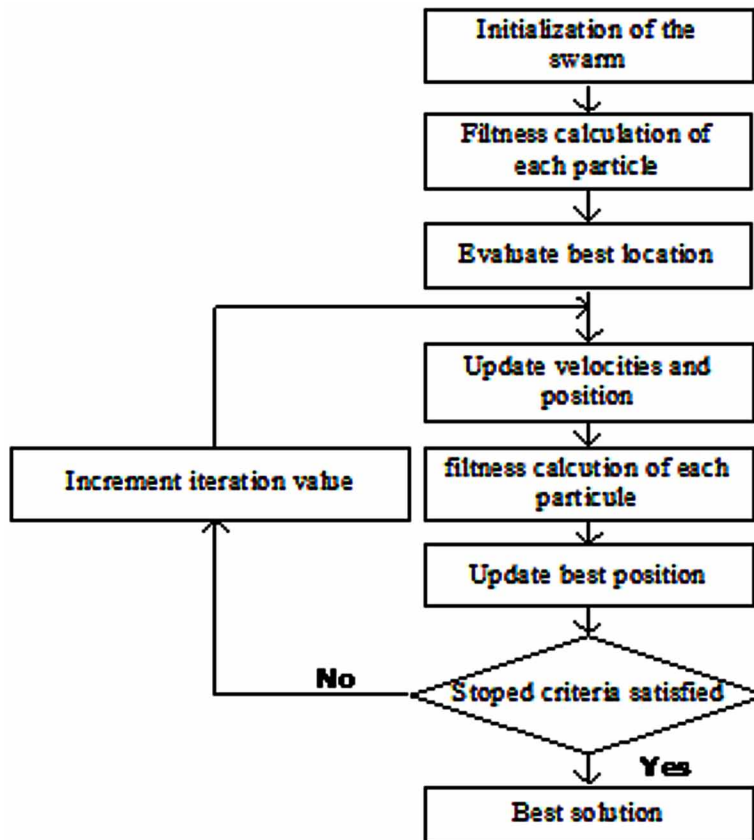 Initialization of the
swarm
Filtness calculation of
each particle
Evaluate best location
Update velocities and
position
Increment iteration value
filtness calcution of each
particule
Update best position
No
Stoped criteria satisfied
Yes
Best solution